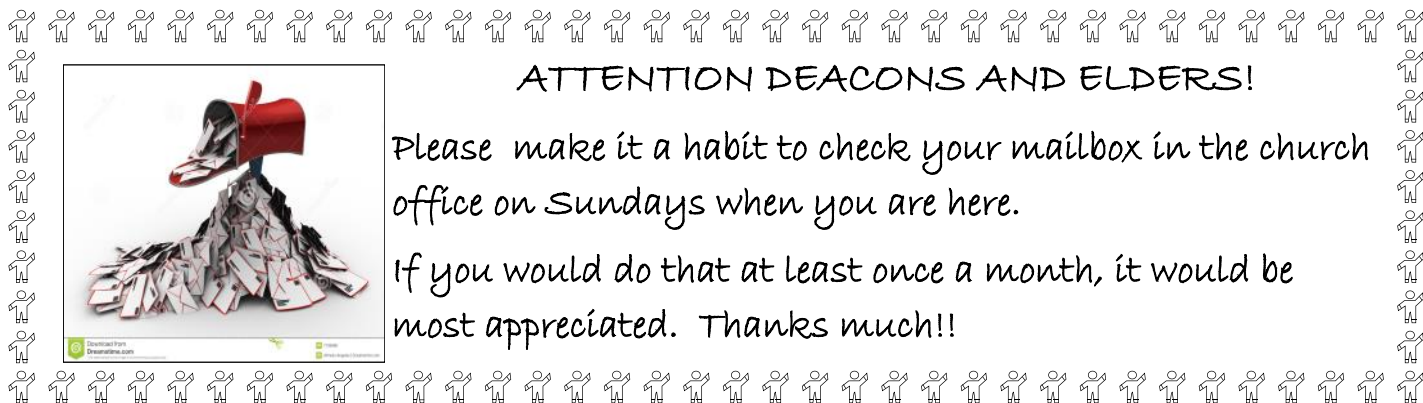 ATTENTION DEACONS AND ELDERS!
Please make it a habit to check your mailbox in the church
office on Sundays when you are here.
If you would do that at least once a month, it would be
most appreciated. Thanks much!!
Download from
Dreamstime.com